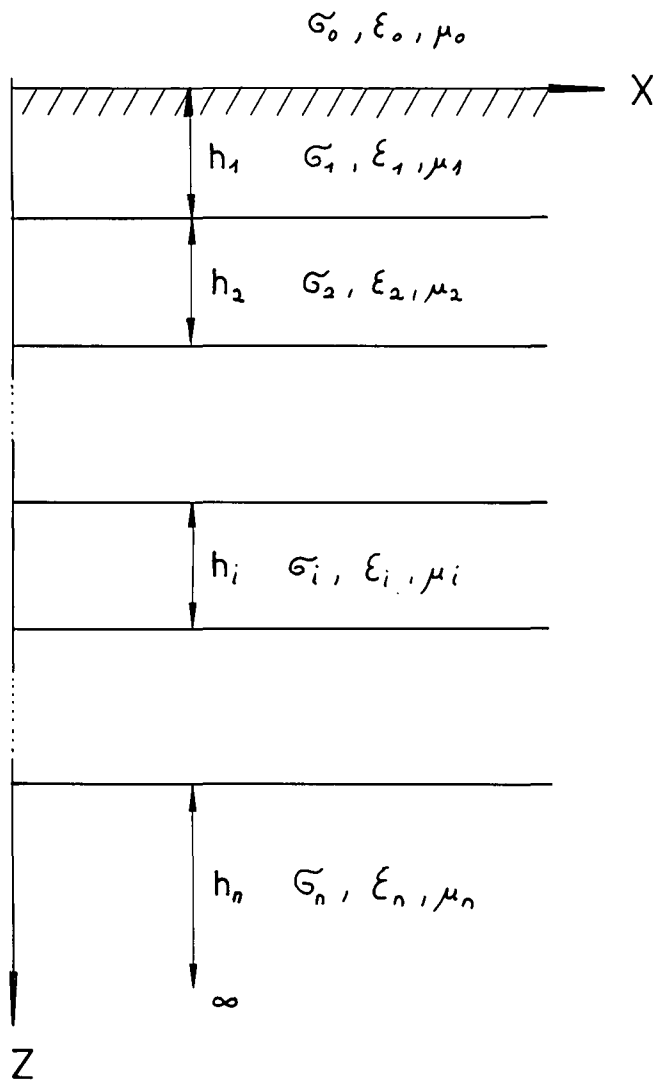 σ₀, ε₀, μ₀
X
h₁ σ₁, ε₁, μ₁
h₂ σ₂, ε₂, μ₂
hᵢ σᵢ, εᵢ, μᵢ
hₙ σₙ, εₙ, μₙ
∞
Z